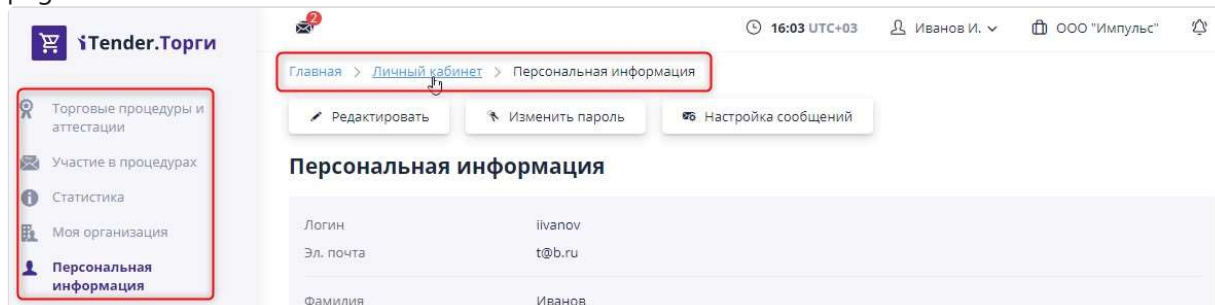 2
16:03 UTC+03 Иванов И. ООО "Импульс"
iTender.Торги
Главная > Личный кабинет > Персональная информация
Торговые процедуры и
аттестации
Участие в процедурах
Статистика
Моя организация
Персональная
информация
Редактировать Изменить пароль Настройка сообщений
Персональная информация
Логин iivanov
Эл. почта t@b.ru
Фамилия Иванов